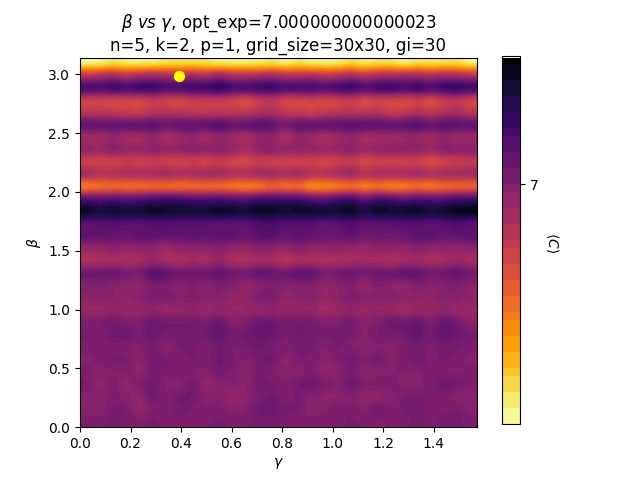 β vs γ, opt_exp=7.000000000000023
n=5, k=2, p=1, grid_size=30x30, gi=30
3.0
2.5
2.0
1.5
1.0
0.5
0.0
β
0.0 0.2 0.4 0.6 0.8 1.0 1.2 1.4
γ
7
⟨C⟩